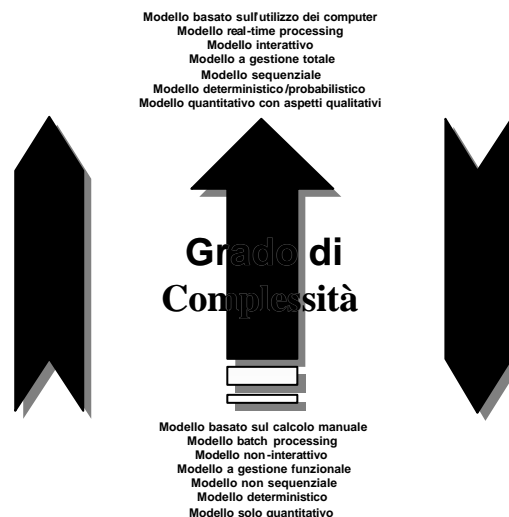 Modello basato sull'utilizzo dei computer
Modello real-time processing
Modello interattivo
Modello a gestione totale
Modello sequenziale
Modello deterministico/probabilistico
Modello quantitativo con aspetti qualitativi
Grado di
Complessità
Modello basato sul calcolo manuale
Modello batch processing
Modello non-interattivo
Modello a gestione funzionale
Modello non sequenziale
Modello deterministico
Modello solo quantitativo